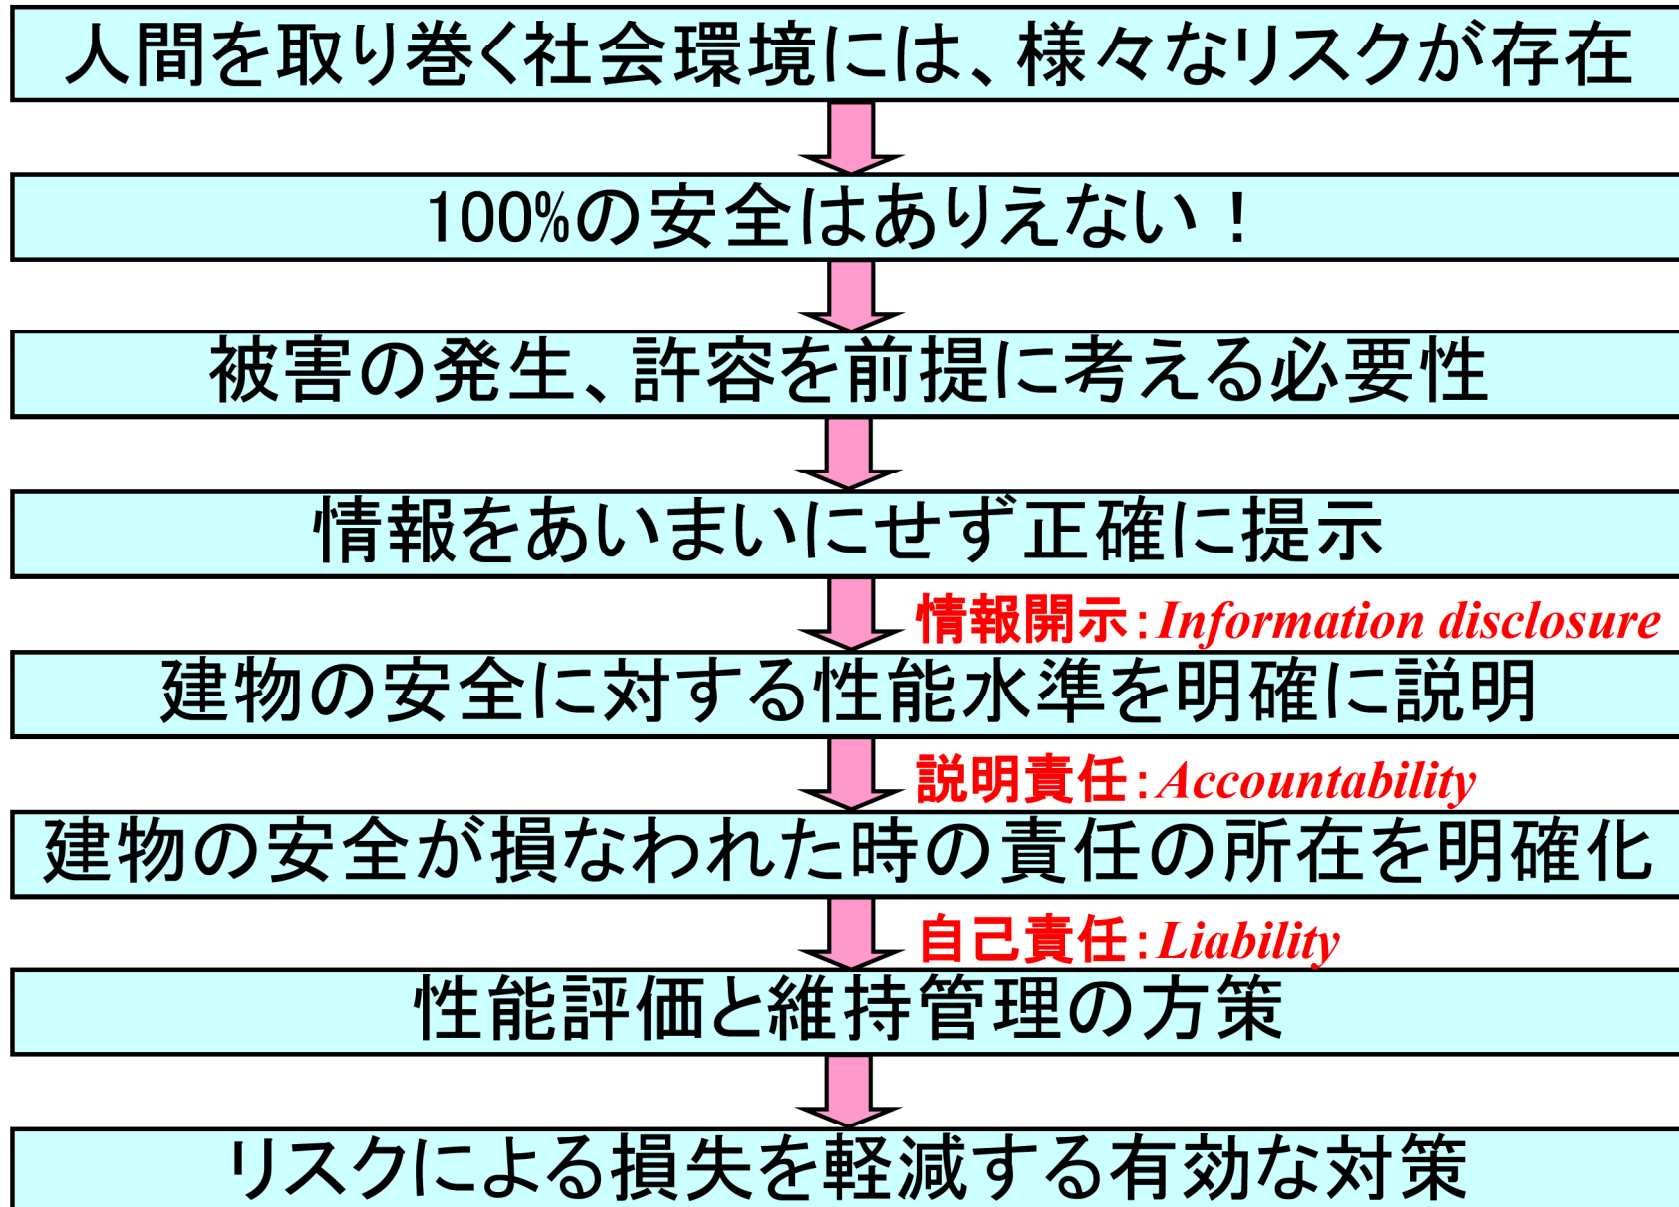 人間を取り巻く社会環境には、様々なリスクが存在
100%の安全はありえない！
被害の発生、許容を前提に考える必要性
情報をあいまいにせず正確に提示
情報開示：Information disclosure
建物の安全に対する性能水準を明確に説明
説明責任：Accountability
建物の安全が損なわれた時の責任の所在を明確化
自己責任：Liability
性能評価と維持管理の方策
リスクによる損失を軽減する有効な対策